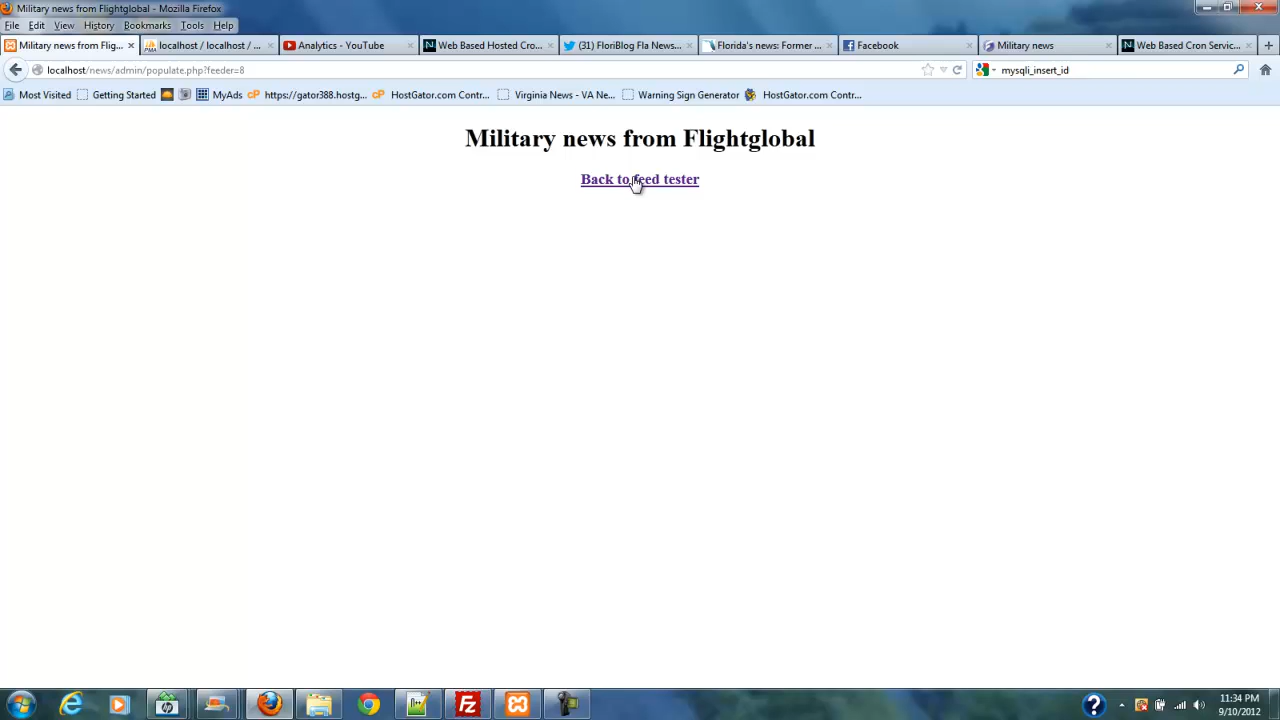 Military news from Flightglobal - Mozilla Firefox
File Edit View History Bookmarks Tools Help
Military news from Flig... localhost / localhost / ... Analytics - YouTube Web Based Hosted Cro... (31) FloriBlog Fla News... Florida's news: Former ... Facebook Military news Web Based Cron Servic...
localhost/news/admin/populate.php?feeder=8 mysqli_insert_id
Most Visited Getting Started MyAds https://gator388.hostg... HostGator.com Contr... Virginia News - VA Ne... Warning Sign Generator HostGator.com Contr...
Military news from Flightglobal
Back to feed tester
11:34 PM
9/10/2012